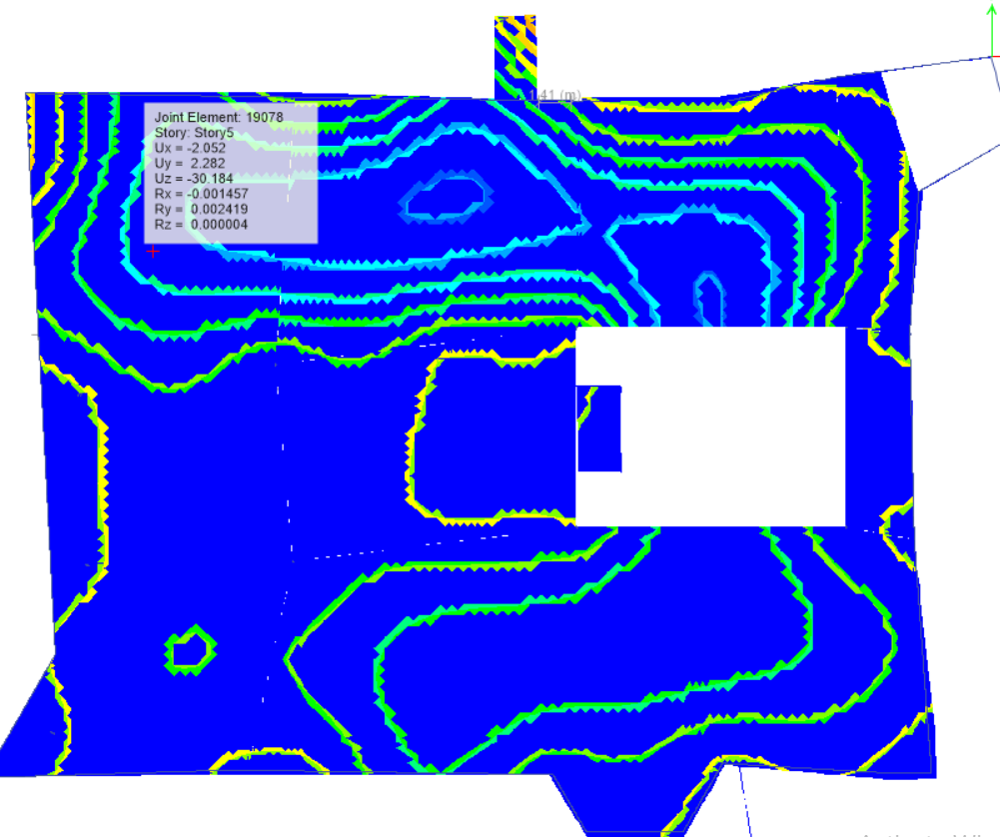 1.41 (m)
Joint Element: 19078
Story: Story5
Ux = -2.052
Uy = 2.282
Uz = -30.184
Rx = -0.001457
Ry = 0.002419
Rz = 0.000004